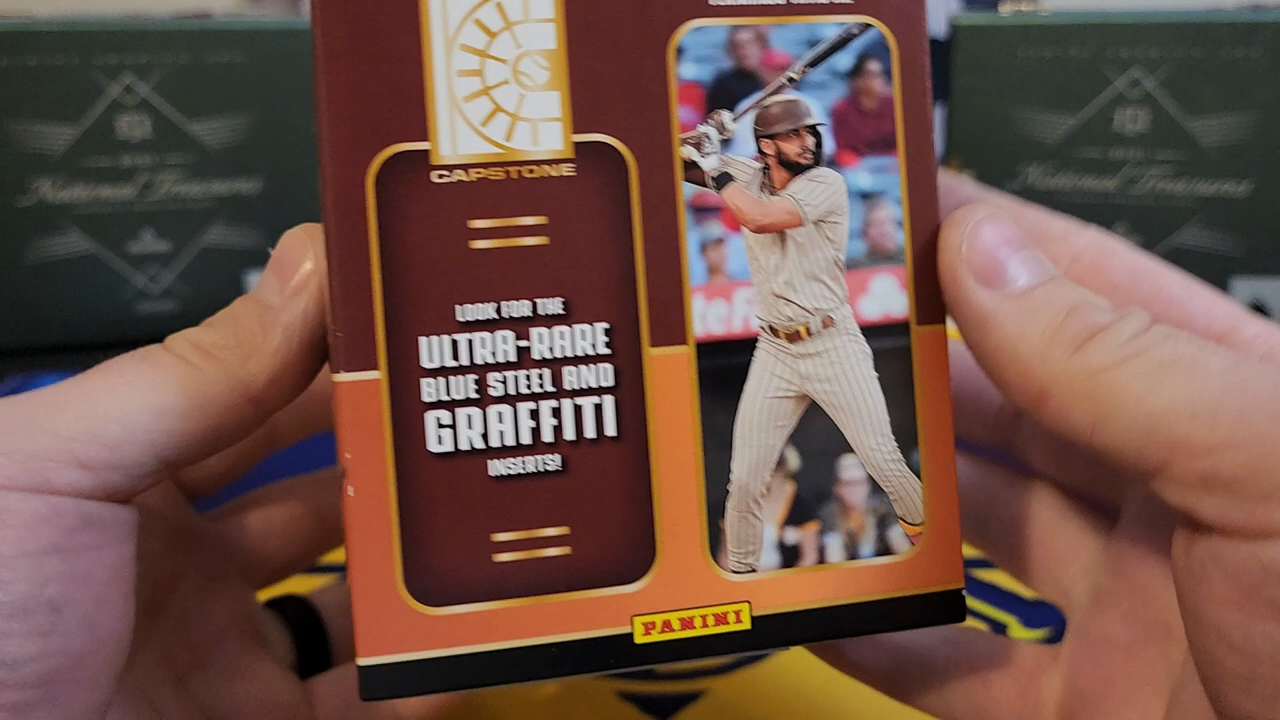 CAPSTONE
LOOK FOR THE
ULTRA-RARE
BLUE STEEL AND
GRAFFITI
INSERTS!
PANINI
National Treasures
National Treasures